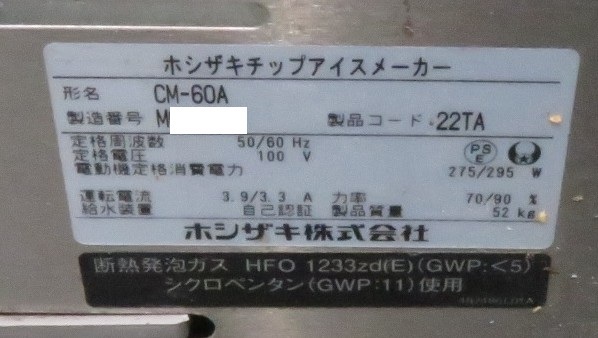 ホシザキチップアイスメーカー
形名 CM-60A
製造番号 M 製品コード 22TA
定格周波数 50/60 Hz
定格電圧 100 V
電動機定格消費電力 275/295 W
PS
E
運転電流 3.9/3.3 A 力率 70/90 %
給水装置 自己認証 製品質量 52 kg
ホシザキ株式会社
断熱発泡ガス HFO 1233zd(E)(GWP:<5)
シクロペンタン(GWP:11)使用